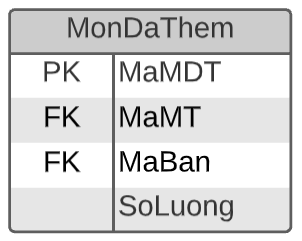 MonDaThem
PK MaMDT
FK MaMT
FK MaBan
SoLuong